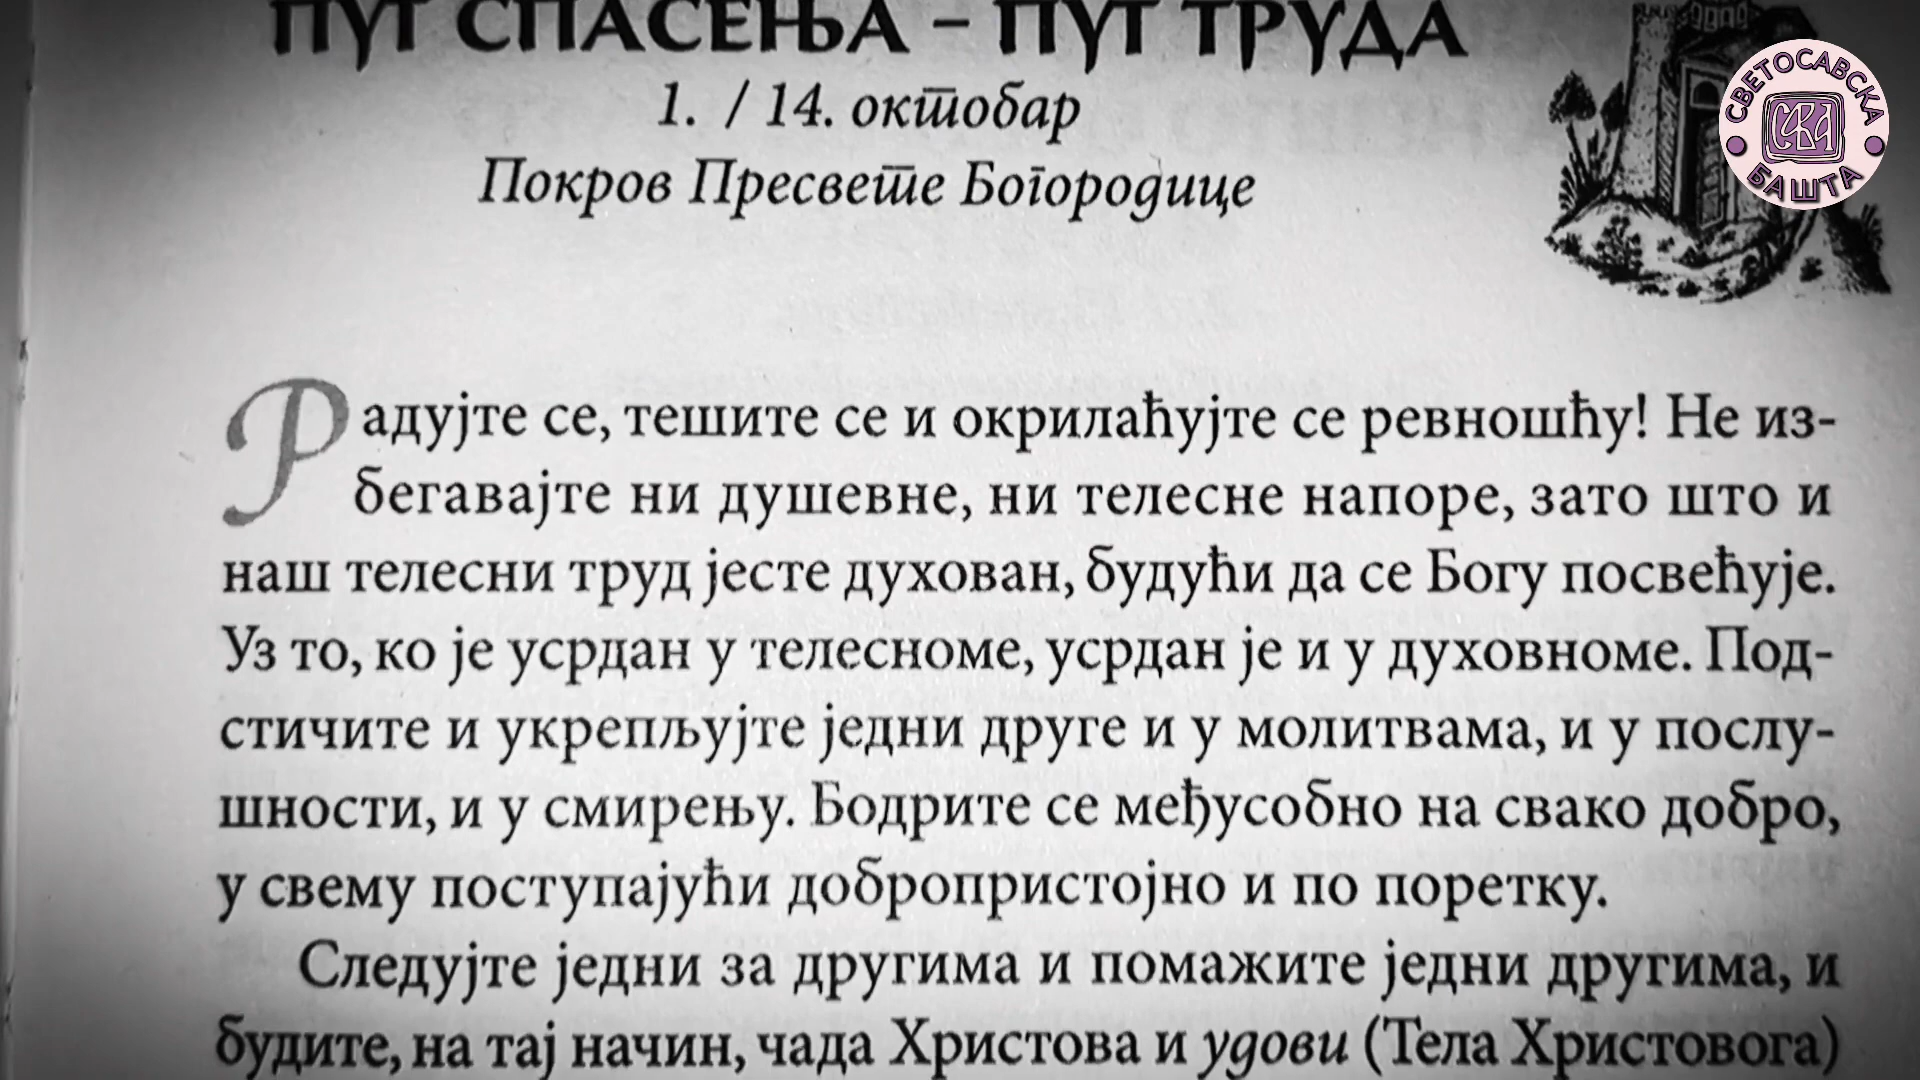 ПУТ СПАСЕЊА – ПУТ ТРУДА
1. / 14. октобар
Покров Пресвете Богородице
СВЕТОСАВСКА
БАШТА
Радујте се, тешите се и окрилаћујте се ревношћу! Не из-
бегавајте ни душевне, ни телесне напоре, зато што и
наш телесни труд јесте духован, будући да се Богу посвећује.
Уз то, ко је усрдан у телесноме, усрдан је и у духовноме. Под-
стичите и укрепљујте једни друге и у молитвама, и у послу-
шности, и у смирењу. Бодрите се међусобно на свако добро,
у свему поступајући добропристојно и по поретку.
Следујте једни за другима и помажите једни другима, и
будите, на тај начин, чада Христова и удови (Тела Христовога)